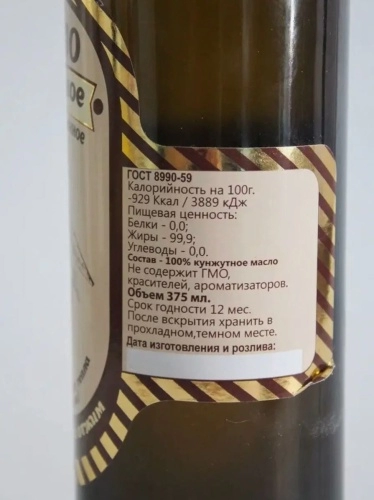 ГОСТ 8990-59
Калорийность на 100г.
-929 Ккал / 3889 кДж
Пищевая ценность:
Белки - 0,0;
Жиры - 99,9;
Углеводы - 0,0.
Состав - 100% кунжутное масло
Не содержит ГМО,
красителей, ароматизаторов.
Объем 375 мл.
Срок годности 12 мес.
После вскрытия хранить в
прохладном,темном месте.
Дата изготовления и розлива: